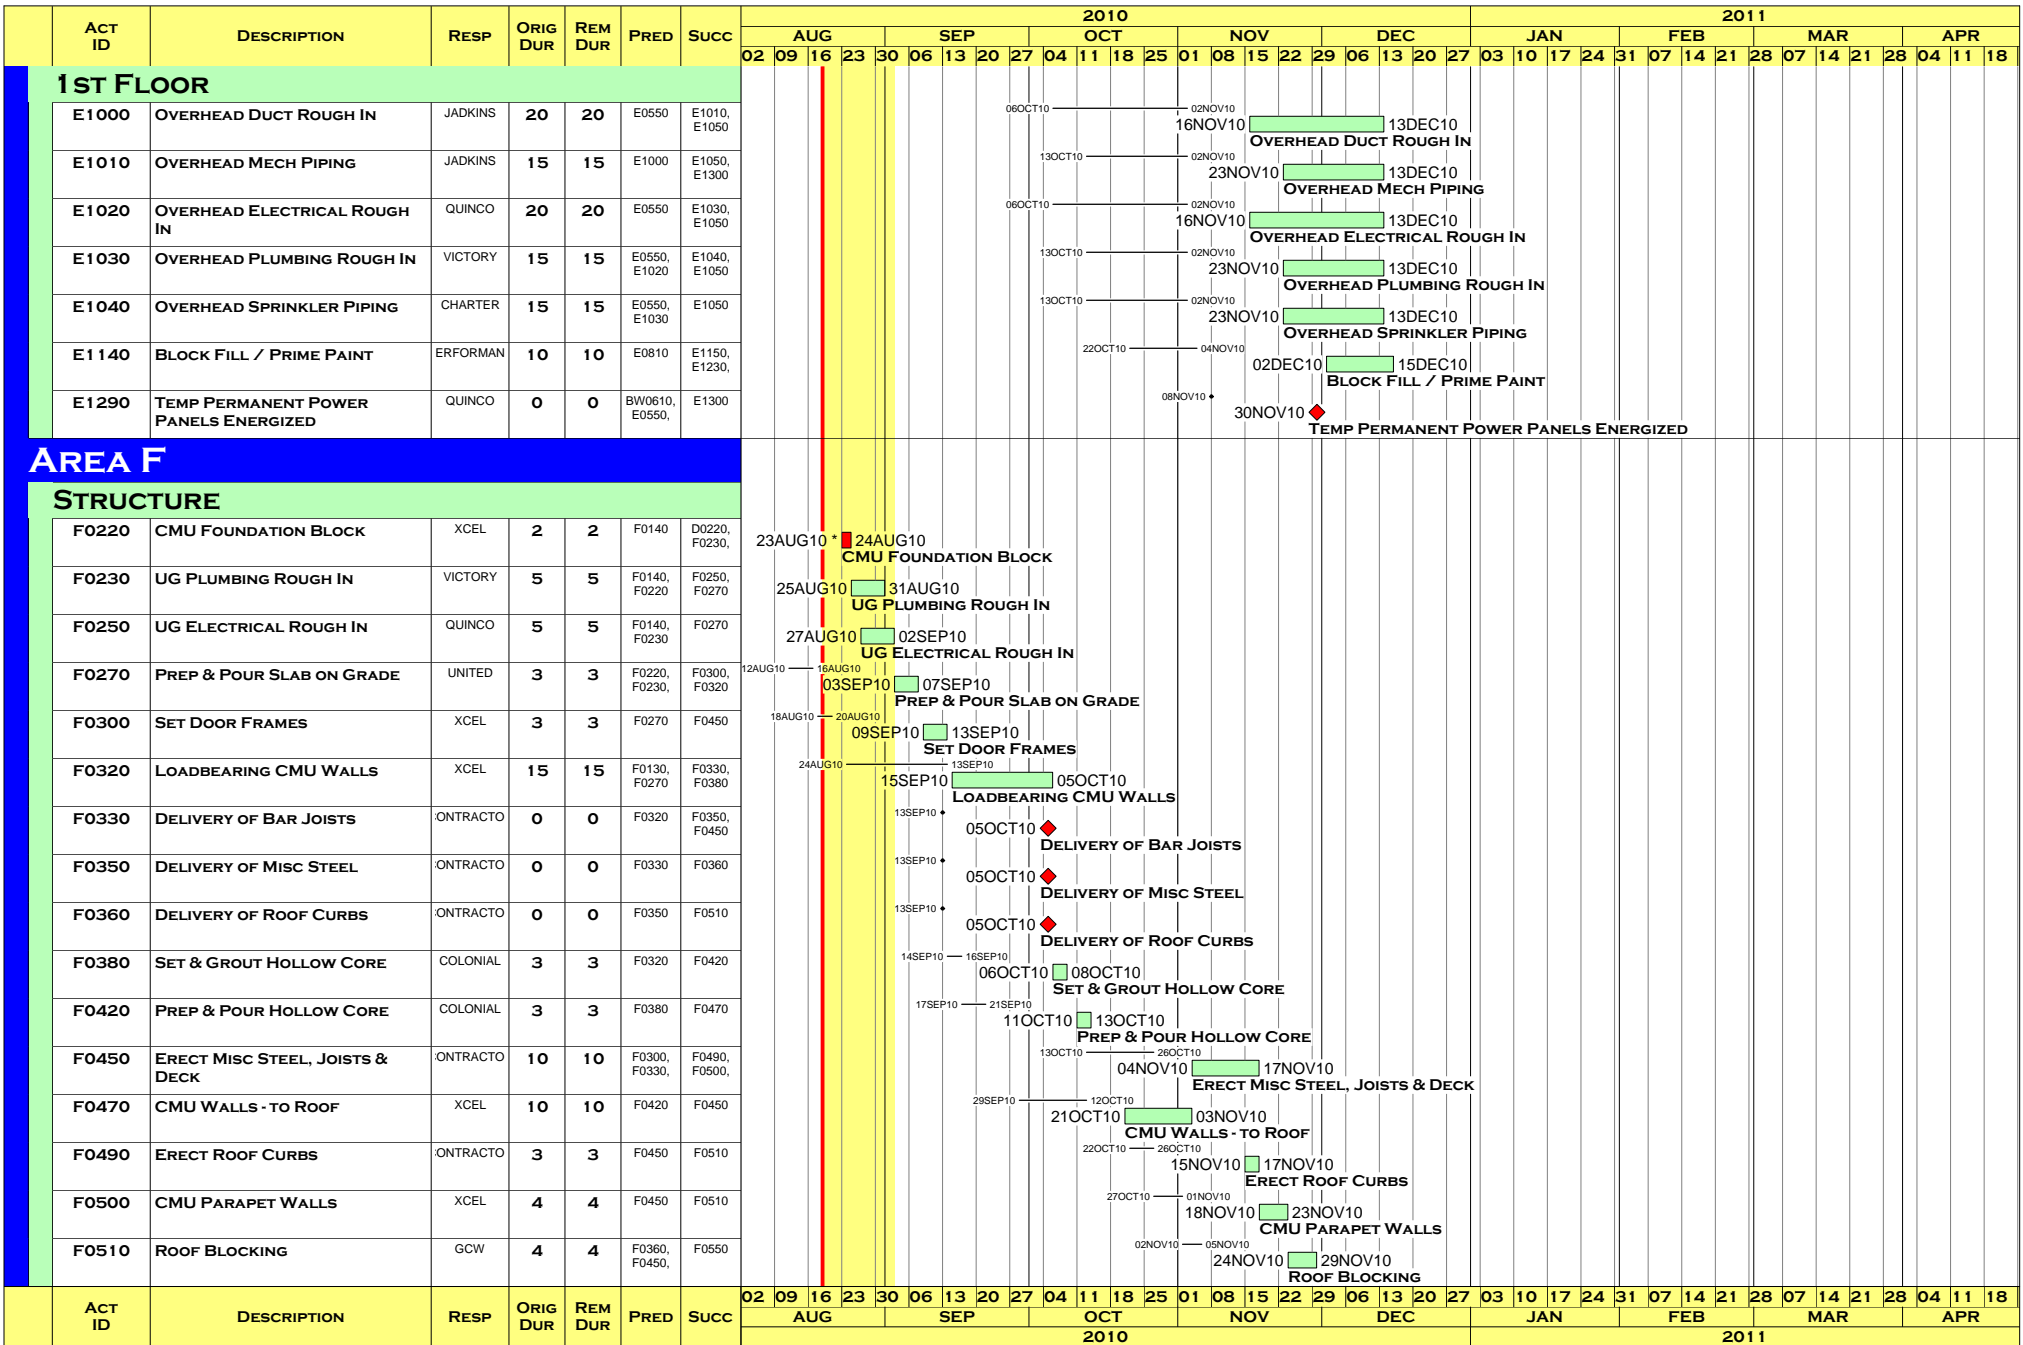 2010 2011
ACT ID DESCRIPTION RESP ORIG DUR REM DUR PRED SUCC AUG SEP OCT NOV DEC JAN FEB MAR APR
02 09 16 23 30 06 13 20 27 04 11 18 25 01 08 15 22 29 06 13 20 27 03 10 17 24 31 07 14 21 28 07 14 21 28 04 11 18
1ST FLOOR
E1000 OVERHEAD DUCT ROUGH IN JADKINS 20 20 E0550 E1010, E1050
06OCT10 02NOV10
16NOV10 13DEC10
OVERHEAD DUCT ROUGH IN
E1010 OVERHEAD MECH PIPING JADKINS 15 15 E1000 E1050, E1300
13OCT10 02NOV10
23NOV10 13DEC10
OVERHEAD MECH PIPING
E1020 OVERHEAD ELECTRICAL ROUGH IN QUINCO 20 20 E0550 E1030, E1050
06OCT10 02NOV10
16NOV10 13DEC10
OVERHEAD ELECTRICAL ROUGH IN
E1030 OVERHEAD PLUMBING ROUGH IN VICTORY 15 15 E0550, E1020 E1040, E1050
13OCT10 02NOV10
23NOV10 13DEC10
OVERHEAD PLUMBING ROUGH IN
E1040 OVERHEAD SPRINKLER PIPING CHARTER 15 15 E0550, E1030 E1050
13OCT10 02NOV10
23NOV10 13DEC10
OVERHEAD SPRINKLER PIPING
E1140 BLOCK FILL / PRIME PAINT ERFORMAN 10 10 E0810 E1150, E1230,
22OCT10 04NOV10
02DEC10 15DEC10
BLOCK FILL / PRIME PAINT
E1290 TEMP PERMANENT POWER PANELS ENERGIZED QUINCO 0 0 BW0610, E0550, E1300
08NOV10
30NOV10
TEMP PERMANENT POWER PANELS ENERGIZED
AREA F
STRUCTURE
F0220 CMU FOUNDATION BLOCK XCEL 2 2 F0140 D0220, F0230,
23AUG10 * 24AUG10
CMU FOUNDATION BLOCK
F0230 UG PLUMBING ROUGH IN VICTORY 5 5 F0140, F0220 F0250, F0270
25AUG10 31AUG10
UG PLUMBING ROUGH IN
F0250 UG ELECTRICAL ROUGH IN QUINCO 5 5 F0140, F0230 F0270
27AUG10 02SEP10
UG ELECTRICAL ROUGH IN
F0270 PREP & POUR SLAB ON GRADE UNITED 3 3 F0220, F0230, F0300, F0320
12AUG10 16AUG10
03SEP10 07SEP10
PREP & POUR SLAB ON GRADE
F0300 SET DOOR FRAMES XCEL 3 3 F0270 F0450
18AUG10 20AUG10
09SEP10 13SEP10
SET DOOR FRAMES
F0320 LOADBEARING CMU WALLS XCEL 15 15 F0130, F0270 F0330, F0380
24AUG10 13SEP10
15SEP10 05OCT10
LOADBEARING CMU WALLS
F0330 DELIVERY OF BAR JOISTS ONTRACTO 0 0 F0320 F0350, F0450
13SEP10
05OCT10
DELIVERY OF BAR JOISTS
F0350 DELIVERY OF MISC STEEL ONTRACTO 0 0 F0330 F0360
13SEP10
05OCT10
DELIVERY OF MISC STEEL
F0360 DELIVERY OF ROOF CURBS ONTRACTO 0 0 F0350 F0510
13SEP10
05OCT10
DELIVERY OF ROOF CURBS
F0380 SET & GROUT HOLLOW CORE COLONIAL 3 3 F0320 F0420
14SEP10 16SEP10
06OCT10 08OCT10
SET & GROUT HOLLOW CORE
F0420 PREP & POUR HOLLOW CORE COLONIAL 3 3 F0380 F0470
17SEP10 21SEP10
11OCT10 13OCT10
PREP & POUR HOLLOW CORE
F0450 ERECT MISC STEEL, JOISTS & DECK ONTRACTO 10 10 F0300, F0330, F0490, F0500,
13OCT10 26OCT10
04NOV10 17NOV10
ERECT MISC STEEL, JOISTS & DECK
F0470 CMU WALLS - TO ROOF XCEL 10 10 F0420 F0450
29SEP10 12OCT10
21OCT10 03NOV10
CMU WALLS - TO ROOF
F0490 ERECT ROOF CURBS ONTRACTO 3 3 F0450 F0510
22OCT10 26OCT10
15NOV10 17NOV10
ERECT ROOF CURBS
F0500 CMU PARAPET WALLS XCEL 4 4 F0450 F0510
27OCT10 01NOV10
18NOV10 23NOV10
CMU PARAPET WALLS
F0510 ROOF BLOCKING GCW 4 4 F0360, F0450, F0550
02NOV10 05NOV10
24NOV10 29NOV10
ROOF BLOCKING
02 09 16 23 30 06 13 20 27 04 11 18 25 01 08 15 22 29 06 13 20 27 03 10 17 24 31 07 14 21 28 07 14 21 28 04 11 18
ACT ID DESCRIPTION RESP ORIG DUR REM DUR PRED SUCC AUG SEP OCT NOV DEC JAN FEB MAR APR
2010 2011